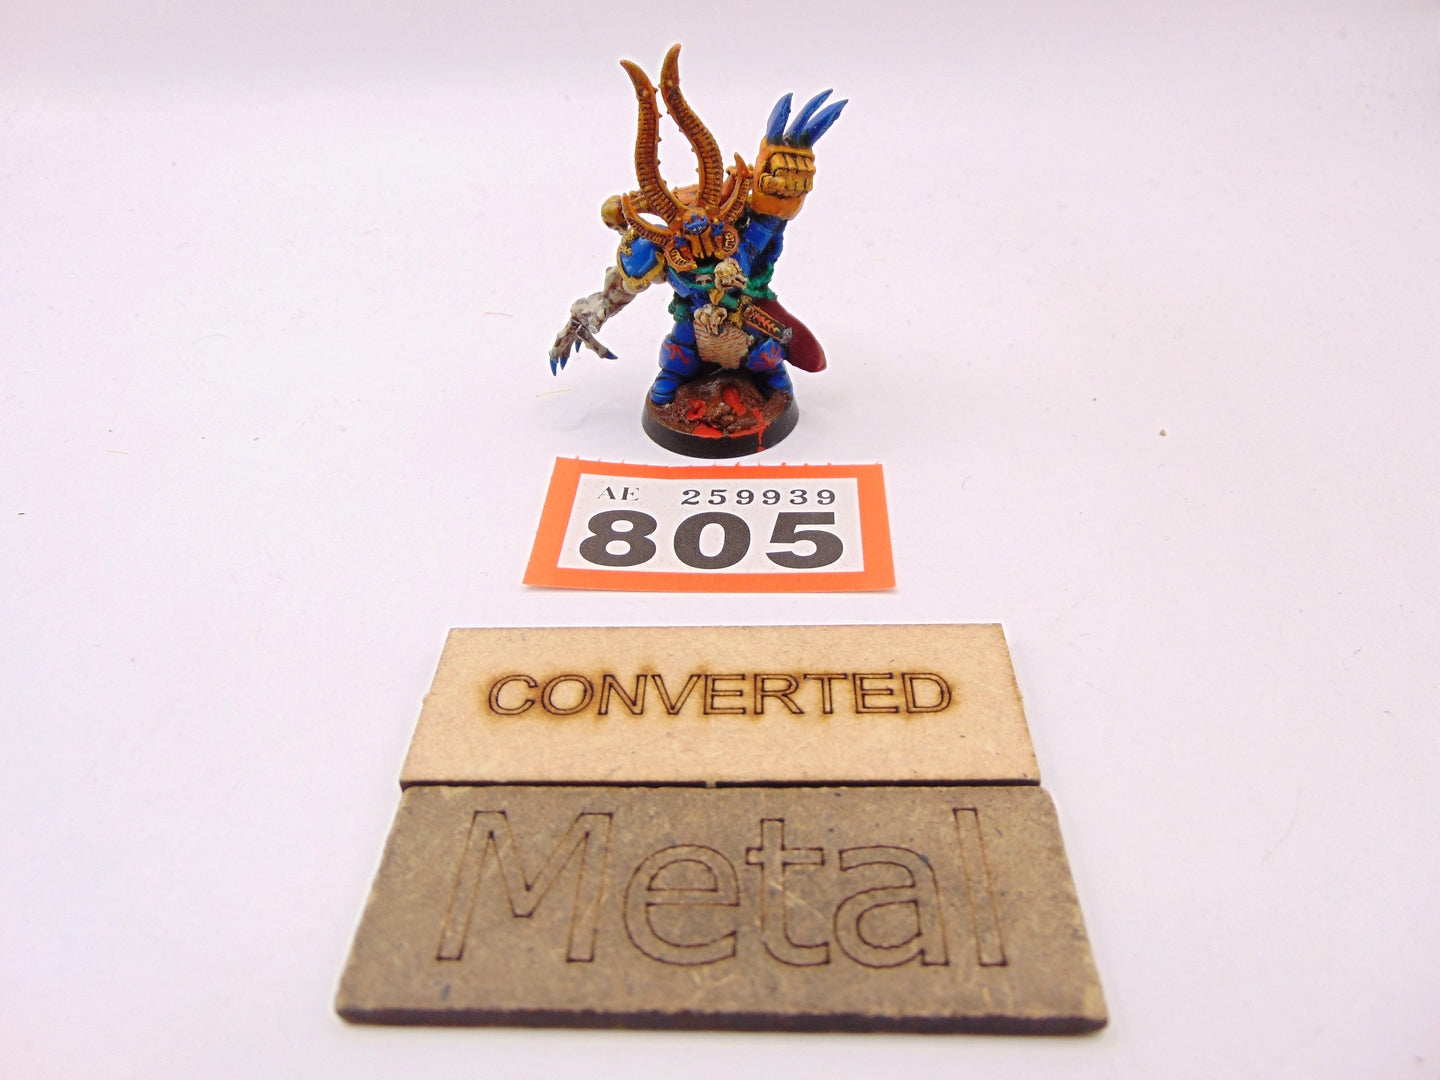 AE 259939
805
CONVERTED
Metal